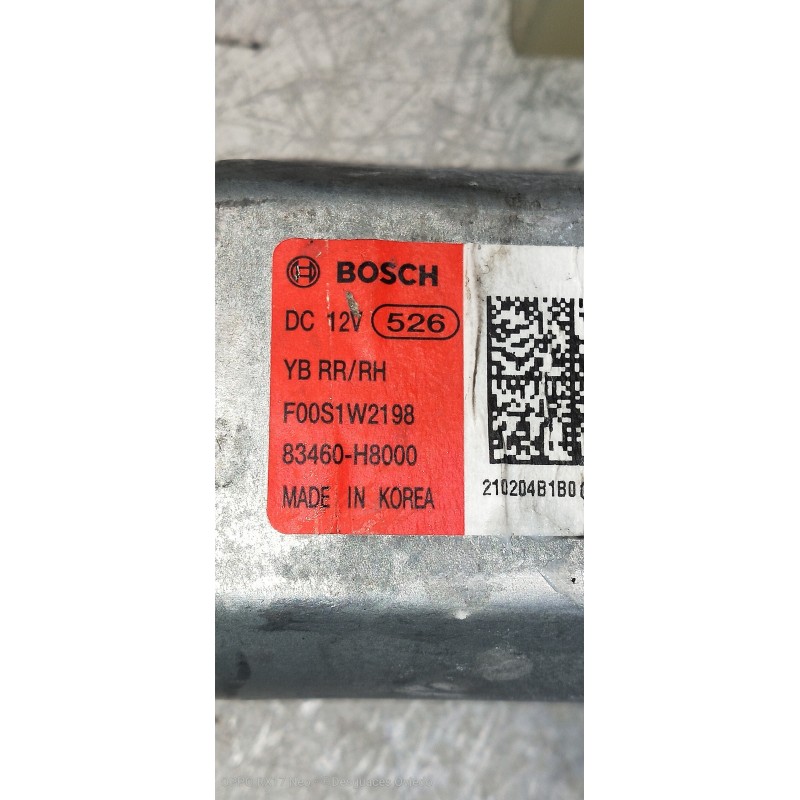 BOSCH
DC 12V 526
YB RR/RH
F00S1W2198
83460-H8000
MADE IN KOREA
210204B1B0